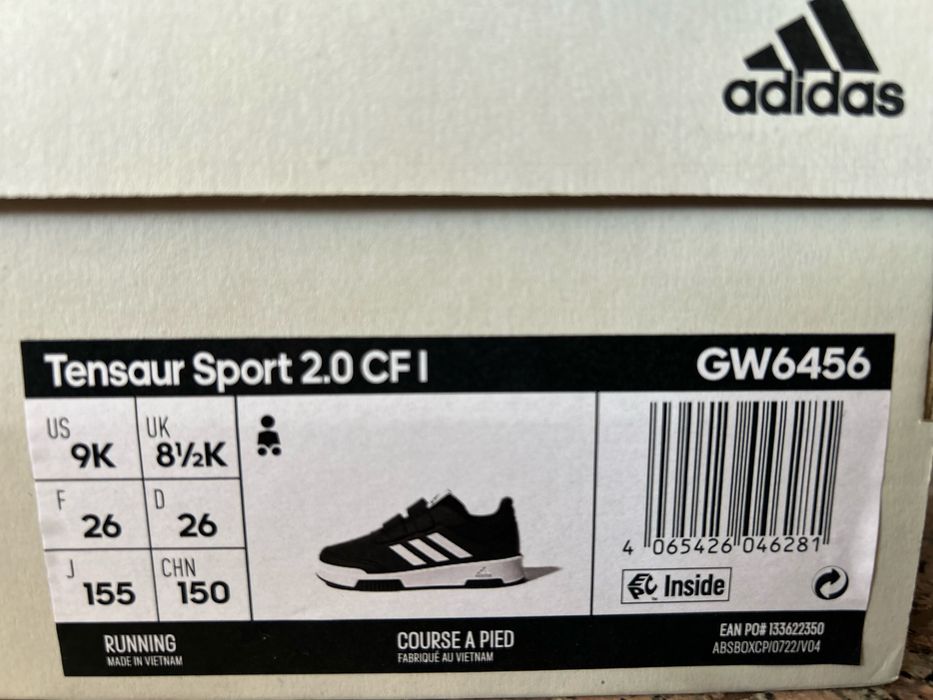 adidas
Tensaur Sport 2.0 CF I GW6456
US 9K UK 8½K
F 26 D 26
J 155 CHN 150
4 065426 046281
EPC Inside
RUNNING
MADE IN VIETNAM
COURSE A PIED
FABRIQUÉ AU VIETNAM
EAN PO# 133622350
ABSBOXCP/0722/V04